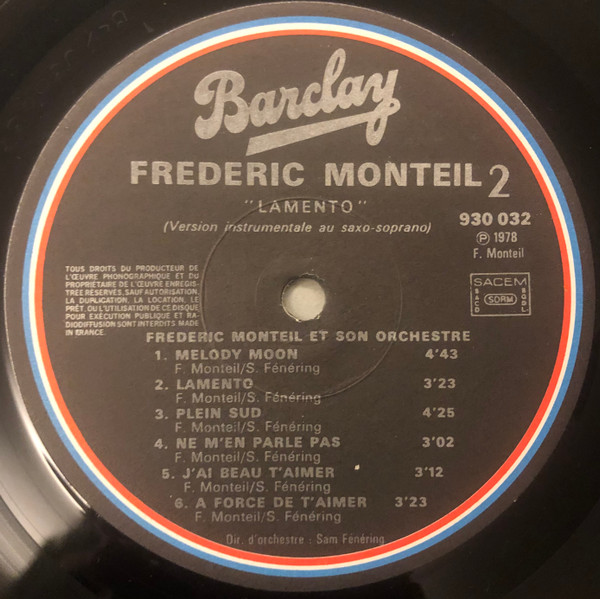 Barclay
FREDERIC MONTEIL 2
"LAMENTO"
(Version instrumentale au saxo-soprano)
930 032
℗ 1978
F. Monteil
TOUS DROITS DU PRODUCTEUR DE
L'ŒUVRE PHONOGRAPHIQUE ET DU
PROPRIETAIRE DE L'ŒUVRE ENREGIS-
TREE RESERVES, SAUF AUTORISATION,
LA DUPLICATION, LA LOCATION, LE
PRÊT, OU L'UTILISATION DE CE DISQUE
POUR EXÉCUTION PUBLIQUE ET RA-
DIODIFFUSION SONT INTERDITS. MADE
IN FRANCE.
SACEM
SACD
SDRM
SGDL
FREDERIC MONTEIL ET SON ORCHESTRE
1. MELODY MOON 4'43
F. Monteil/S. Fénéring
2. LAMENTO 3'23
F. Monteil/S. Fénéring
3. PLEIN SUD 4'25
F. Monteil/S. Fénéring
4. NE M'EN PARLE PAS 3'02
F. Monteil/S. Fénéring
5. J'AI BEAU T'AIMER 3'12
F. Monteil/S. Fénéring
6. A FORCE DE T'AIMER 3'23
F. Monteil/S. Fénéring
Dir. d'orchestre : Sam Fénéring